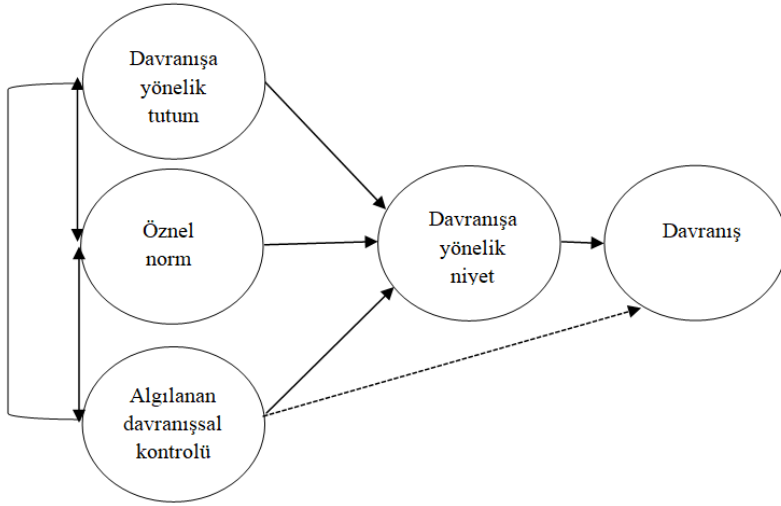 Davranışa
yönelik
tutum
Öznel
norm
Algılanan
davranışsal
kontrolü
Davranışa
yönelik
niyet
Davranış